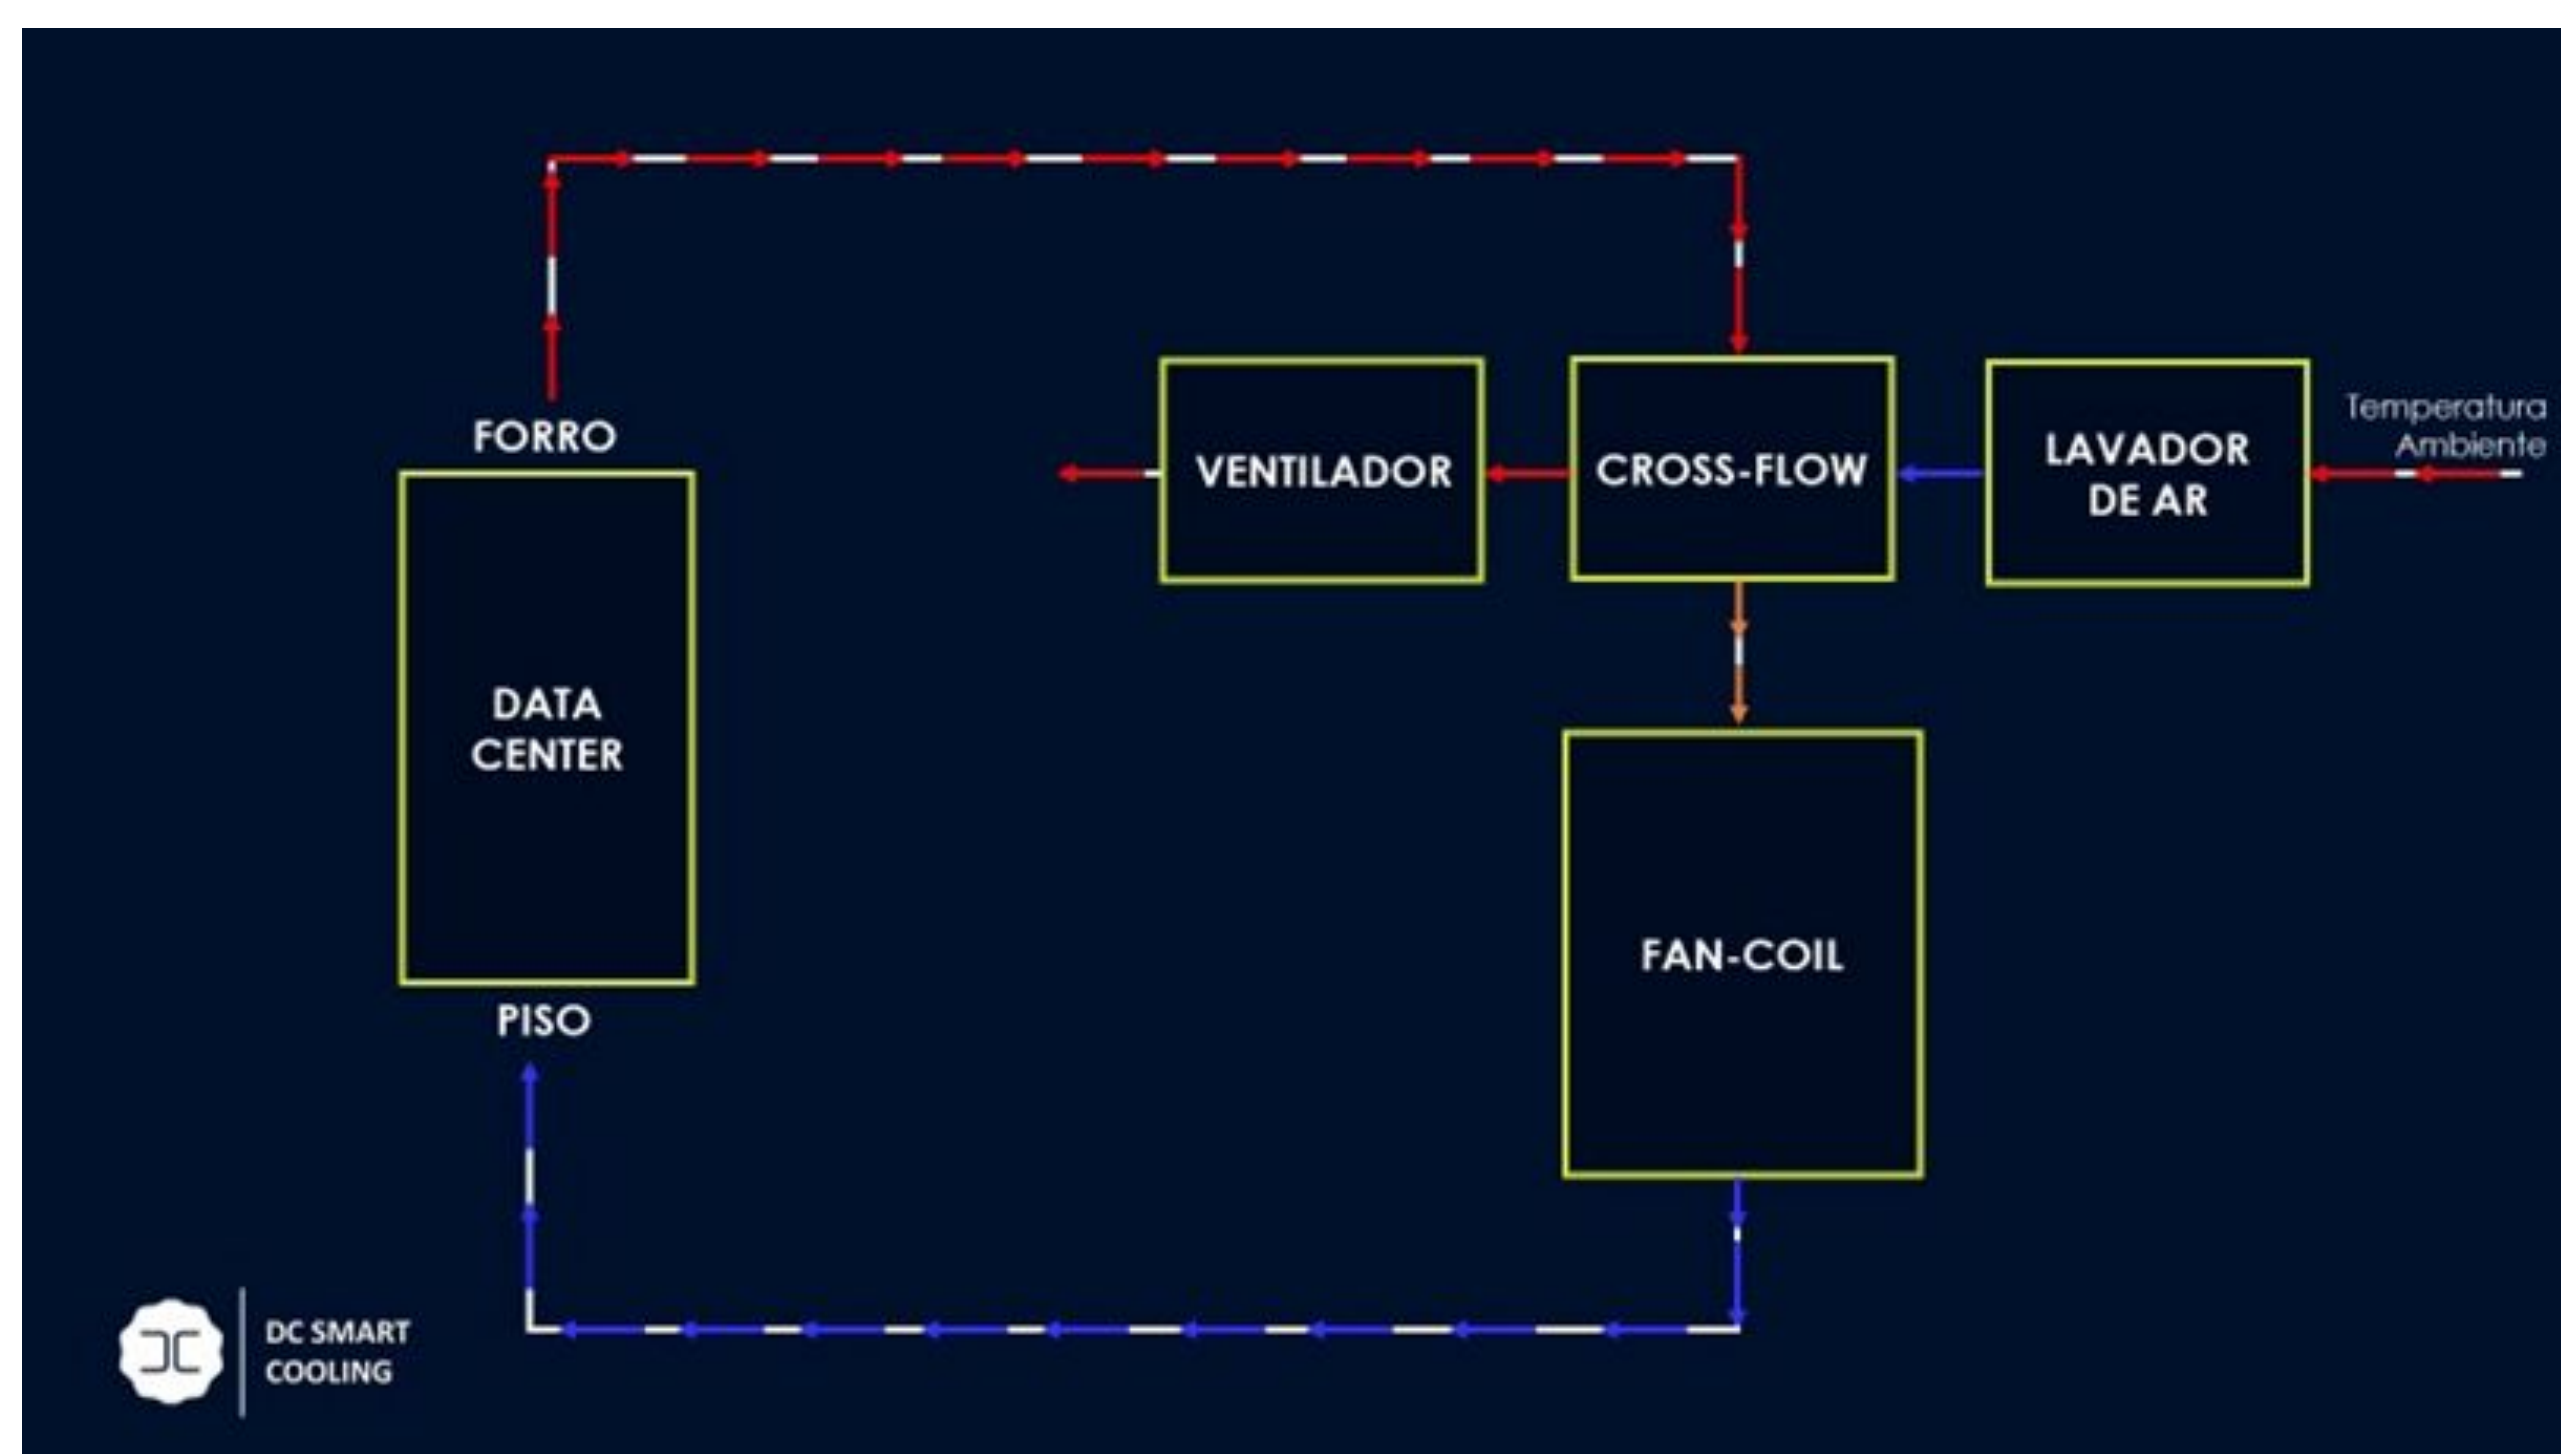 FORRO
DATA
CENTER
PISO
VENTILADOR
CROSS-FLOW
LAVADOR
DE AR
Temperatura
Ambiente
FAN-COIL
DC SMART
COOLING